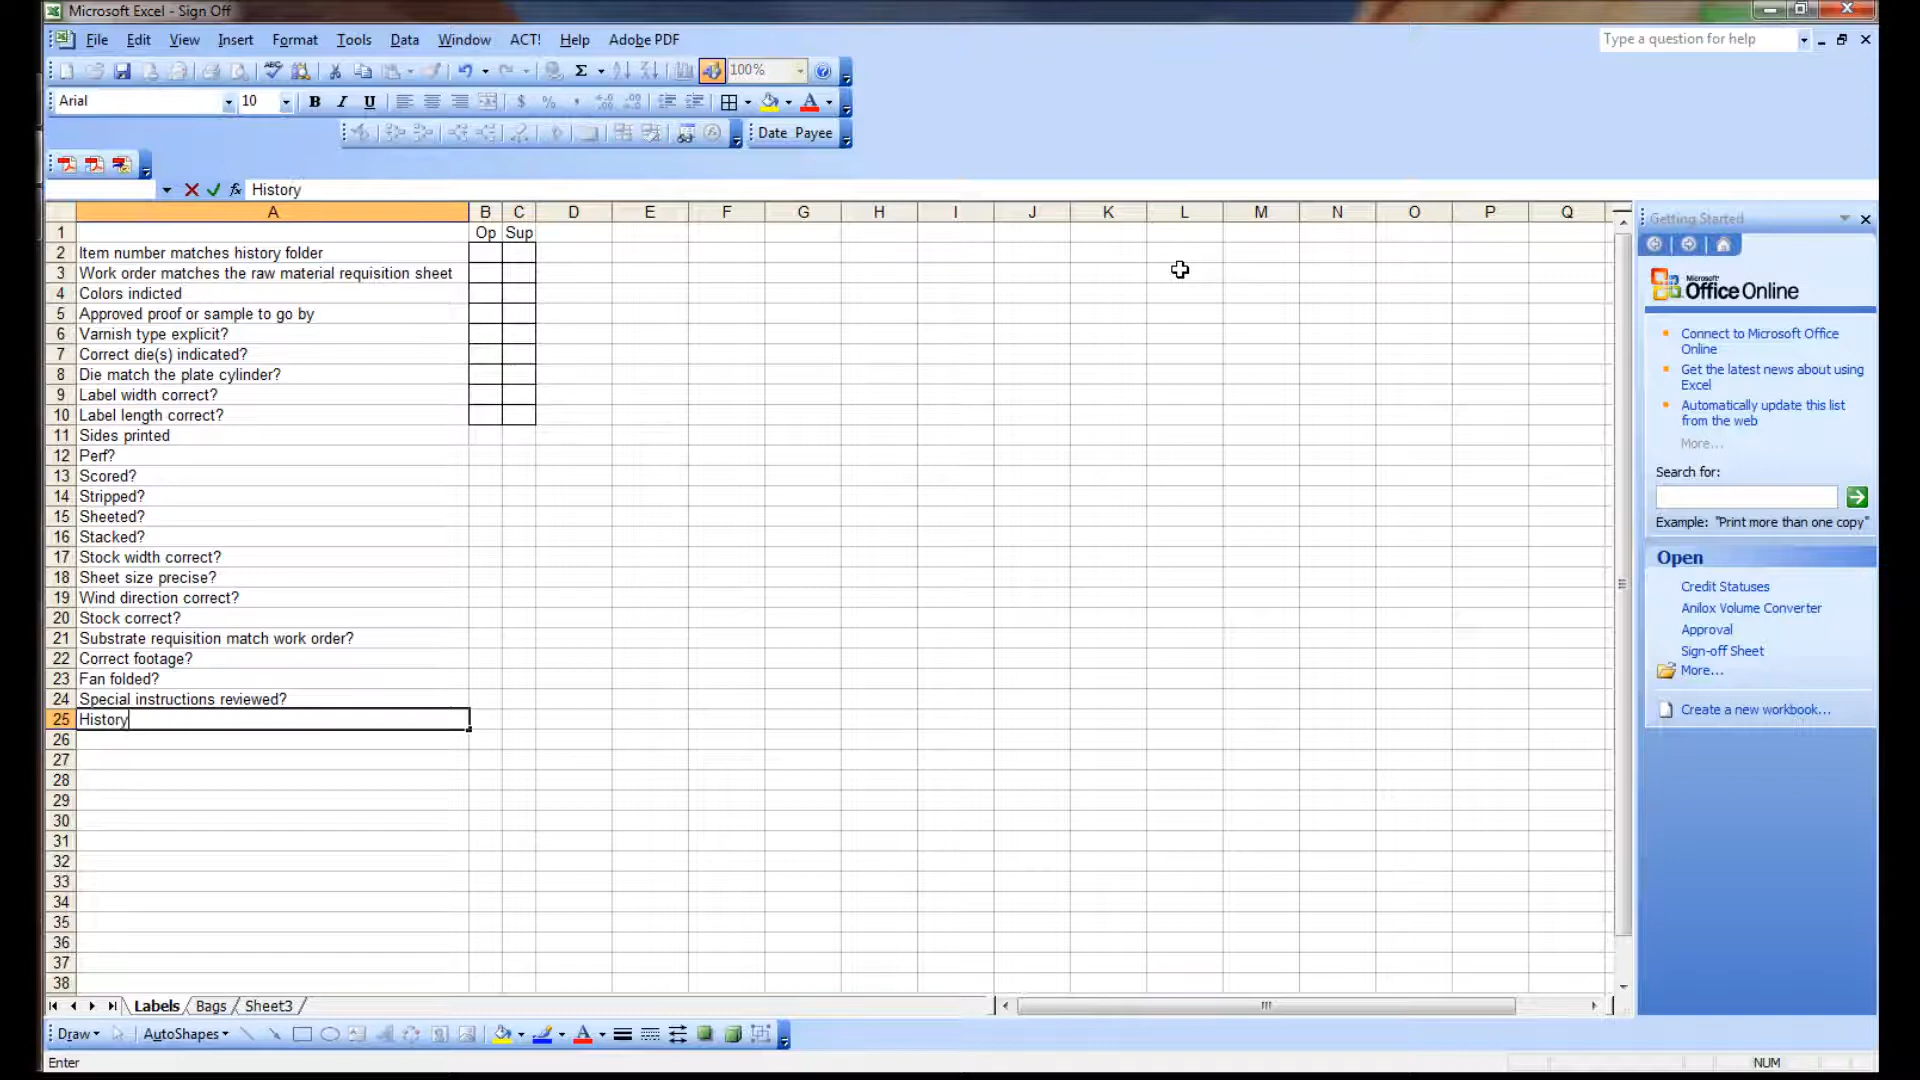 Microsoft Excel - Sign Off
File Edit View Insert Format Tools Data Window ACT! Help Adobe PDF
Type a question for help
100%
Arial 10
Date Payee
History
A B C D E F G H I J K L M N O P Q
1 Op Sup
2 Item number matches history folder
3 Work order matches the raw material requisition sheet
4 Colors indicted
5 Approved proof or sample to go by
6 Varnish type explicit?
7 Correct die(s) indicated?
8 Die match the plate cylinder?
9 Label width correct?
10 Label length correct?
11 Sides printed
12 Perf?
13 Scored?
14 Stripped?
15 Sheeted?
16 Stacked?
17 Stock width correct?
18 Sheet size precise?
19 Wind direction correct?
20 Stock correct?
21 Substrate requisition match work order?
22 Correct footage?
23 Fan folded?
24 Special instructions reviewed?
25 History
26
27
28
29
30
31
32
33
34
35
36
37
38
Getting Started
Microsoft
Office Online
Connect to Microsoft Office
Online
Get the latest news about using
Excel
Automatically update this list
from the web
More...
Search for:
Example: "Print more than one copy"
Open
Credit Statuses
Anilox Volume Converter
Approval
Sign-off Sheet
More...
Create a new workbook...
Labels Bags Sheet3
Draw AutoShapes
Enter
NUM